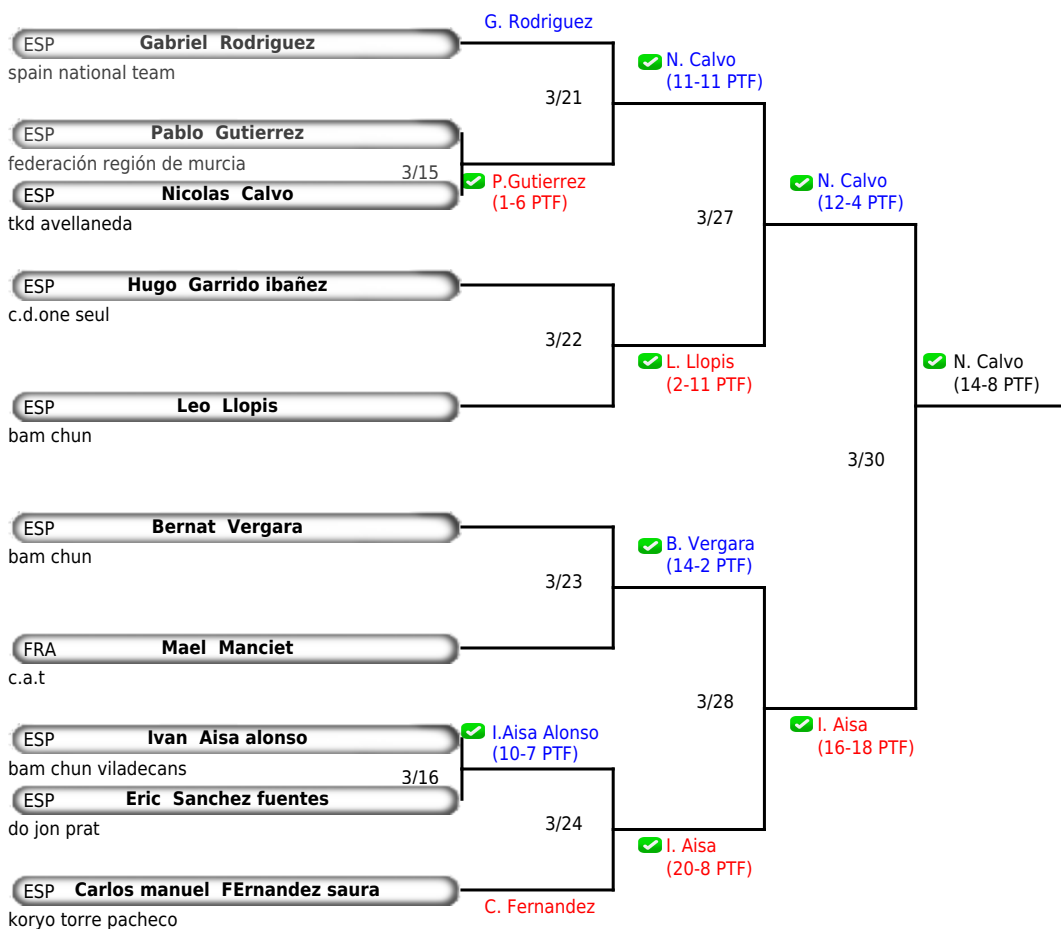 G. Rodriguez
ESP Gabriel Rodriguez
spain national team
N. Calvo
(11-11 PTF)
3/21
ESP Pablo Gutierrez
federación región de murcia
3/15
P.Gutierrez
(1-6 PTF)
ESP Nicolas Calvo
tkd avellaneda
N. Calvo
(12-4 PTF)
3/27
ESP Hugo Garrido ibañez
c.d.one seul
3/22
L. Llopis
(2-11 PTF)
N. Calvo
(14-8 PTF)
ESP Leo Llopis
bam chun
3/30
ESP Bernat Vergara
bam chun
B. Vergara
(14-2 PTF)
3/23
FRA Mael Manciet
c.a.t
3/28
I. Aisa
(16-18 PTF)
ESP Ivan Aisa alonso
bam chun viladecans
I.Aisa Alonso
(10-7 PTF)
3/16
ESP Eric Sanchez fuentes
do jon prat
3/24
I. Aisa
(20-8 PTF)
ESP Carlos manuel FErnandez saura
koryo torre pacheco
C. Fernandez